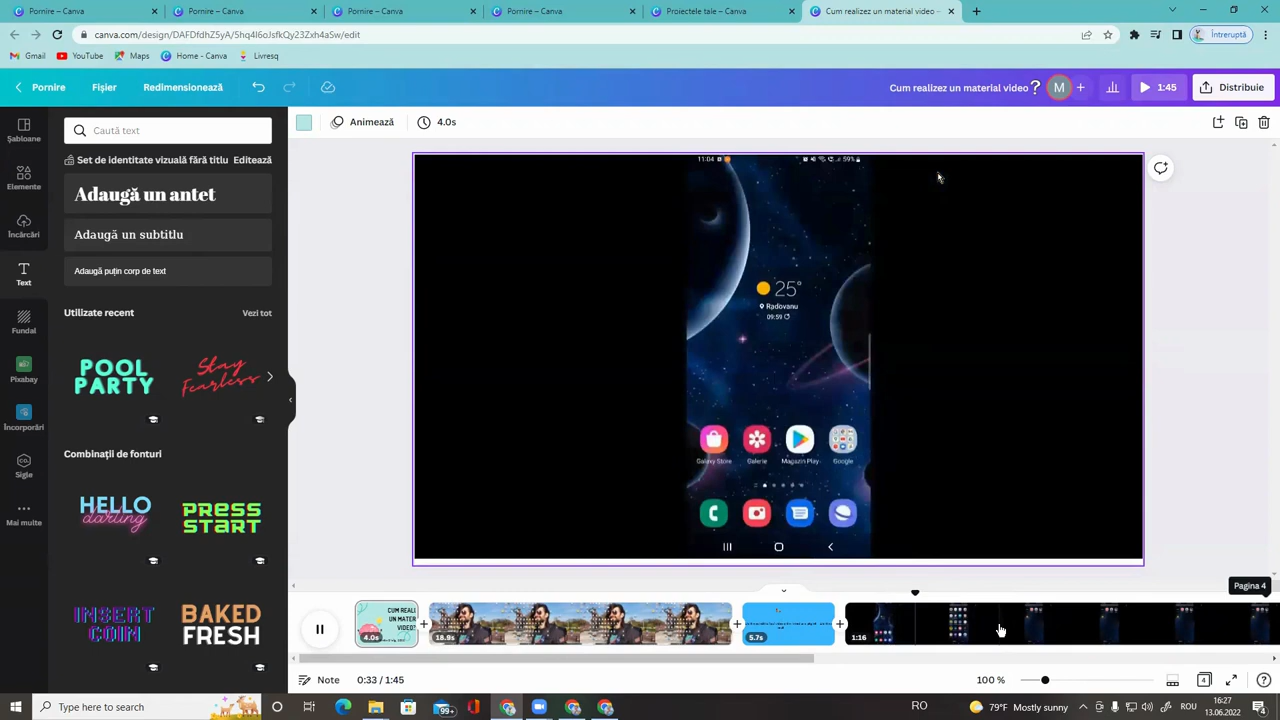 Pornire – Canva
Pornire – Canva
Pornire – Canva
Pornire – Canva
Proiectele tale – Canva
Cum realizez un material video –
canva.com/design/DAFDfdhZ5yA/5hq4l6oJsfkQy23Zxh4aSw/edit
Întreruptă
Gmail
YouTube
Maps
Home - Canva
Livresq
Pornire
Fișier
Redimensionează
Cum realizez un material video ?
M
1:45
Distribuie
Șabloane
Elemente
Încărcări
Text
Fundal
Pixabay
Încorporări
Sigle
Mai multe
Caută text
Set de identitate vizuală fără titlu
Editează
Adaugă un antet
Adaugă un subtitlu
Adaugă puțin corp de text
Utilizate recent
Vezi tot
POOL
PARTY
Stay
Fearless
Combinații de fonturi
HELLO
darling
PRESS
START
INSERT
COIN
BAKED
FRESH
Animează
4.0s
11:04
59%
25°
Radovanu
09:59
Galaxy Store
Galerie
Magazin Play
Google
Pagina 4
CUM REALI
UN MATER
VIDEO?
4.0s
18.9s
5.7s
1:16
Note
0:33 / 1:45
100 %
4
Type here to search
99+
RO
79°F Mostly sunny
ROU
16:27
13.06.2022